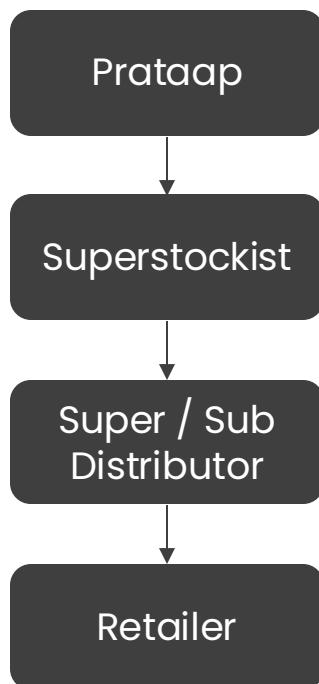 Prataap
Superstockist
Super / Sub
Distributor
Retailer